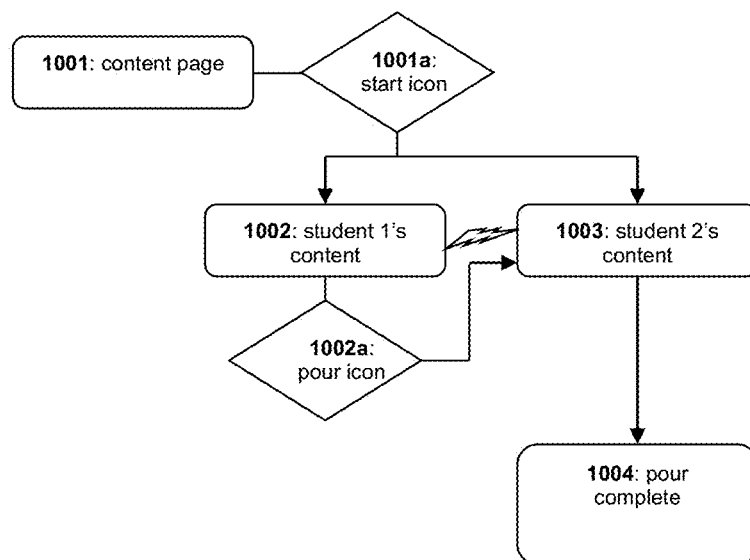 1001: content page
1001a:
start icon
1002: student 1's
content
1003: student 2's
content
1002a:
pour icon
1004: pour
complete